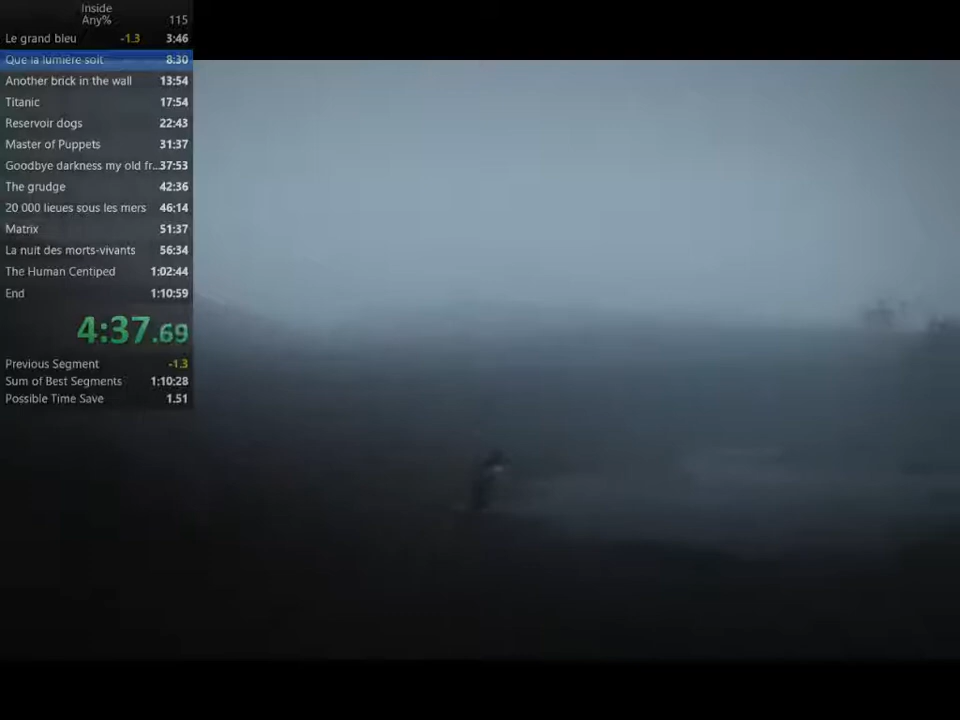 Inside
Any% 115
Le grand bleu -1.3 3:46
Que la lumière soit 8:30
Another brick in the wall 13:54
Titanic 17:54
Reservoir dogs 22:43
Master of Puppets 31:37
Goodbye darkness my old fr... 37:53
The grudge 42:36
20 000 lieues sous les mers 46:14
Matrix 51:37
La nuit des morts-vivants 56:34
The Human Centiped 1:02:44
End 1:10:59
4:37.69
Previous Segment -1.3
Sum of Best Segments 1:10:28
Possible Time Save 1.51